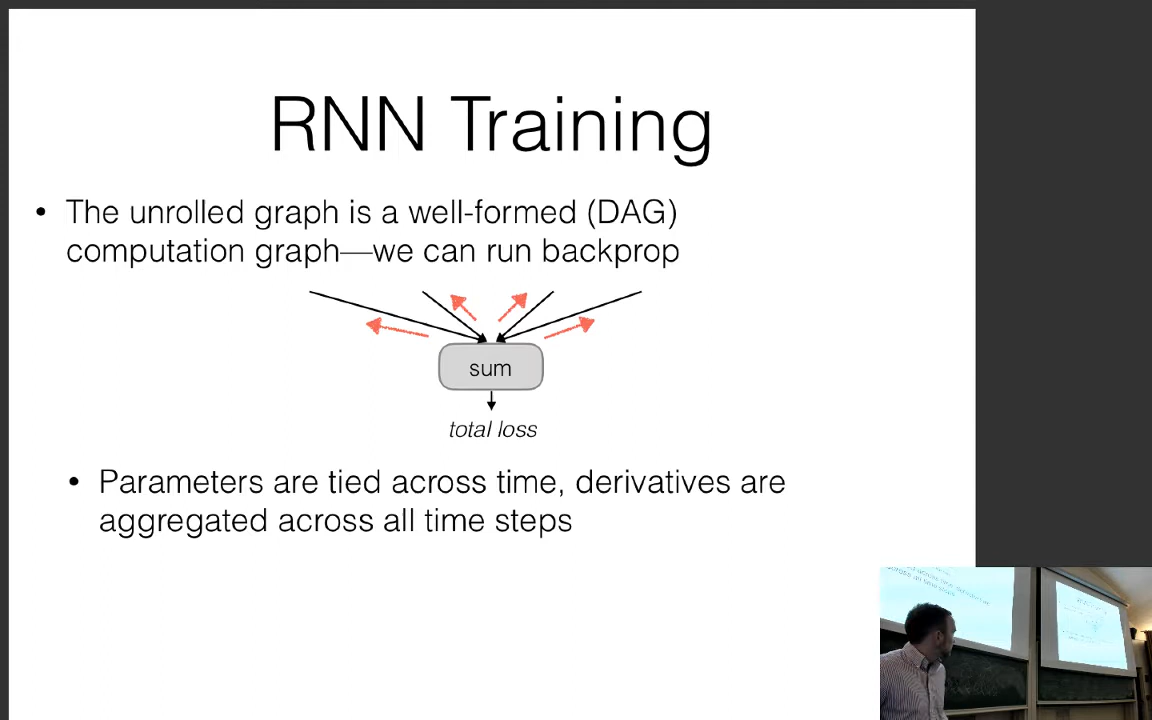 RNN Training
• The unrolled graph is a well-formed (DAG)
computation graph—we can run backprop
sum
total loss
• Parameters are tied across time, derivatives are
aggregated across all time steps